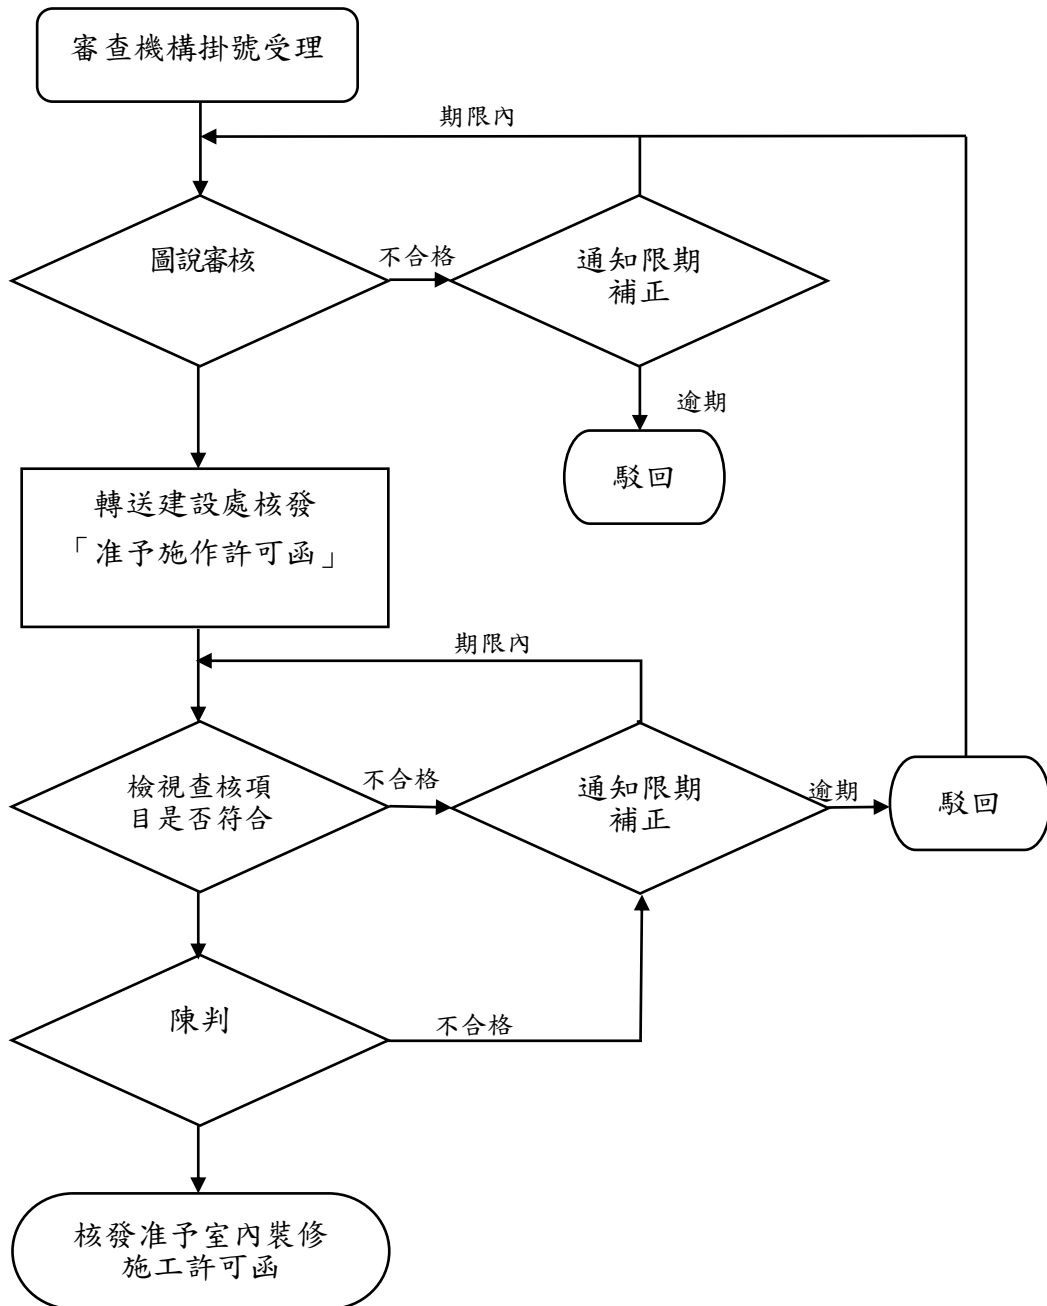 審查機構掛號受理
期限內
圖說審核
不合格
通知限期
補正
逾期
駁回
轉送建設處核發
「准予施作許可函」
期限內
檢視查核項
目是否符合
不合格
通知限期
補正
逾期
駁回
陳判
不合格
核發准予室內裝修
施工許可函